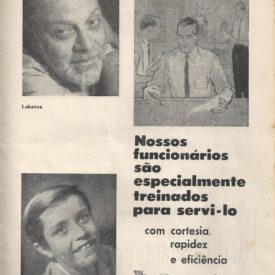 Labanca
Nossos
funcionários
são
especialmente
treinados
para servi-lo
com cortesia,
rapidez
e eficiência